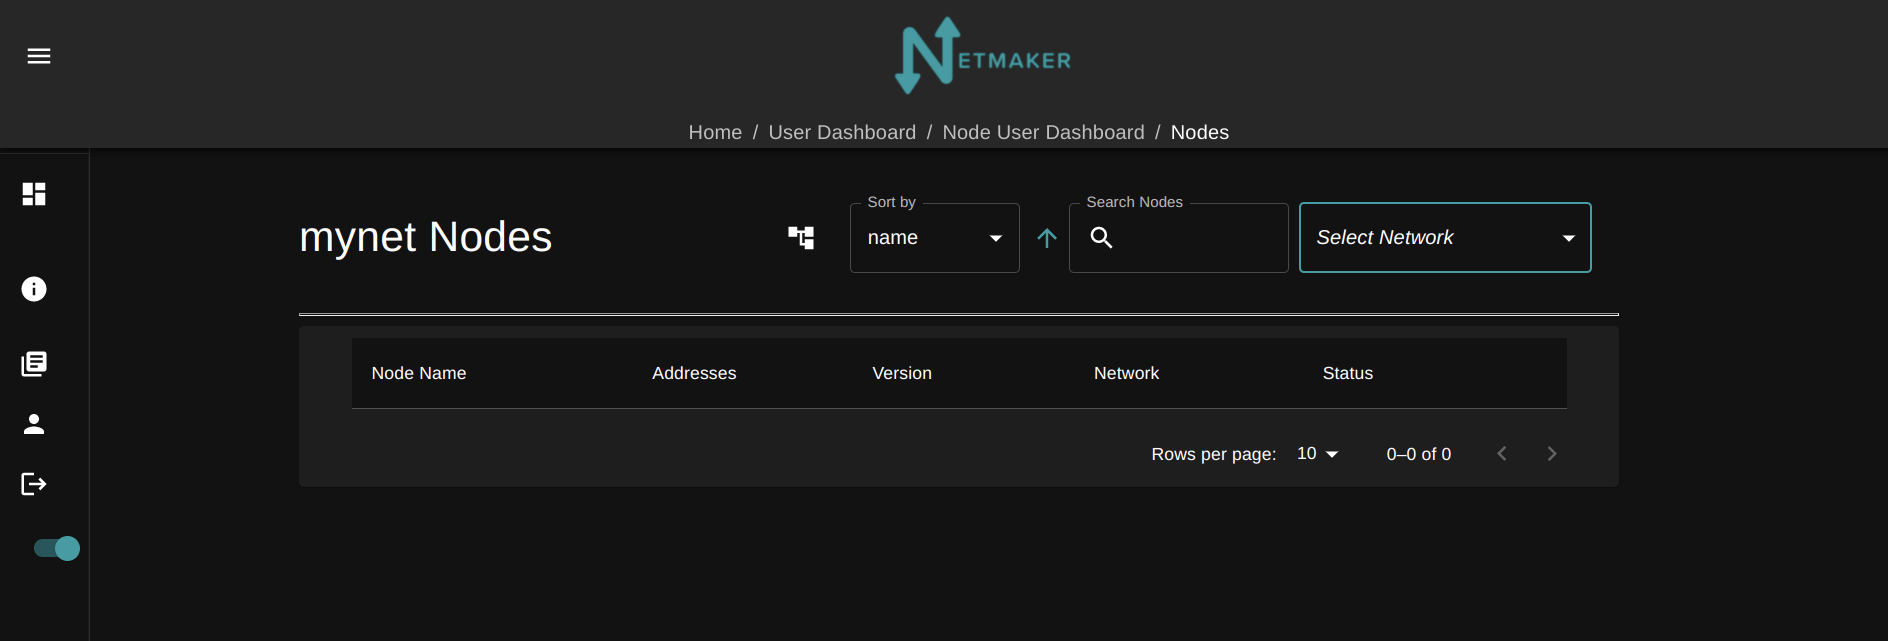 NETMAKER
Home / User Dashboard / Node User Dashboard / Nodes
mynet Nodes
Sort by
name
Search Nodes
Select Network
Node Name Addresses Version Network Status
Rows per page: 10 0–0 of 0